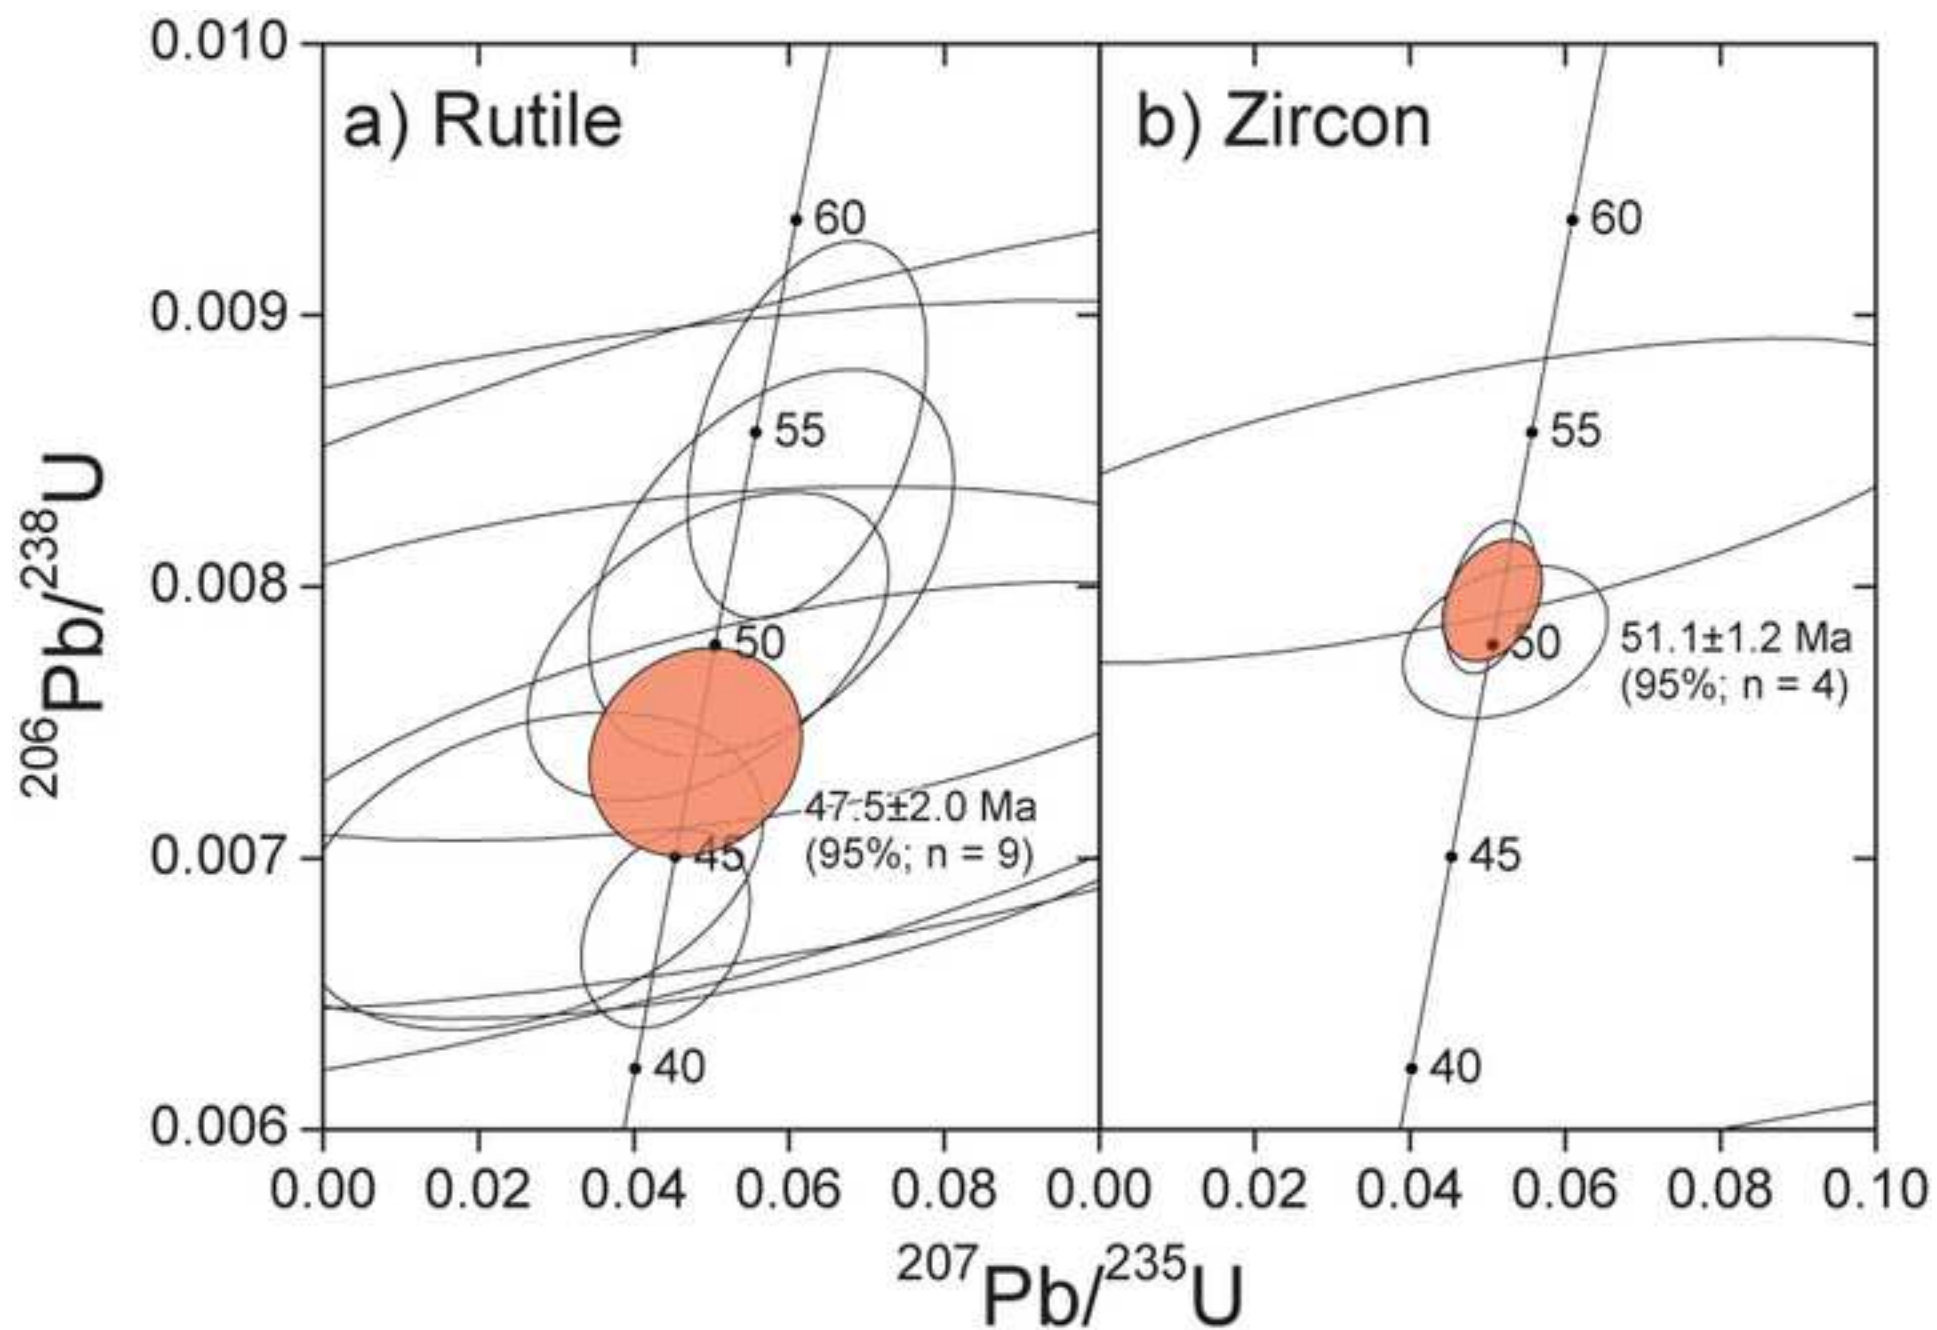 0.010
0.009
0.008
0.007
0.006
206Pb/238U
a) Rutile
60
55
50
45
40
47.5±2.0 Ma
(95%; n = 9)
b) Zircon
60
55
50
45
40
51.1±1.2 Ma
(95%; n = 4)
0.00 0.02 0.04 0.06 0.08 0.00 0.02 0.04 0.06 0.08 0.10
207Pb/235U